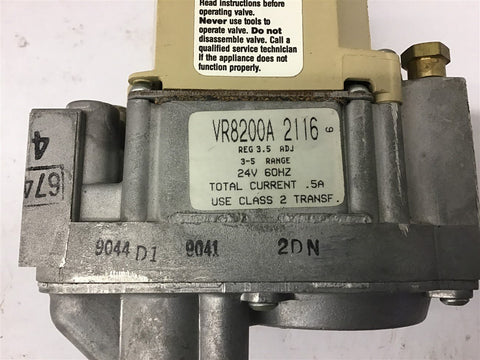 Read instructions before
operating valve.
Never use tools to
operate valve. Do not
disassemble valve. Call a
qualified service technician
if the appliance does not
function properly.
VR8200A 2116 6
REG 3.5 ADJ
3-5 RANGE
24V 60HZ
TOTAL CURRENT .5A
USE CLASS 2 TRANSF.
674
4
9044 D1 9041 2DN